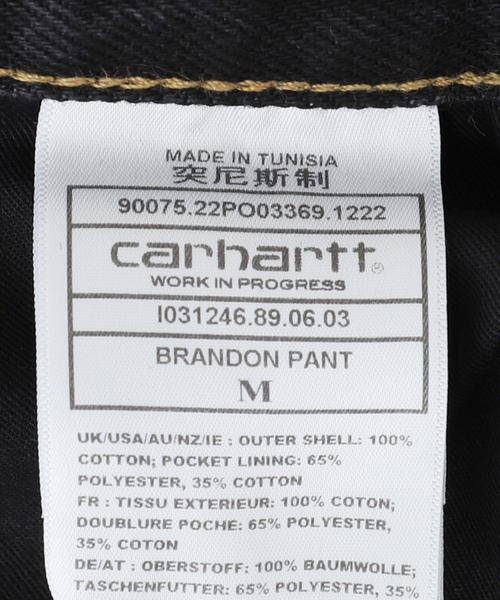 MADE IN TUNISIA
突尼斯制
90075.22PO03369.1222
carhartt®
WORK IN PROGRESS
I031246.89.06.03
BRANDON PANT
M
UK/USA/AU/NZ/IE : OUTER SHELL: 100%
COTTON; POCKET LINING: 65%
POLYESTER, 35% COTTON
FR : TISSU EXTERIEUR: 100% COTON;
DOUBLURE POCHE: 65% POLYESTER,
35% COTON
DE/AT : OBERSTOFF: 100% BAUMWOLLE;
TASCHENFUTTER: 65% POLYESTER, 35%